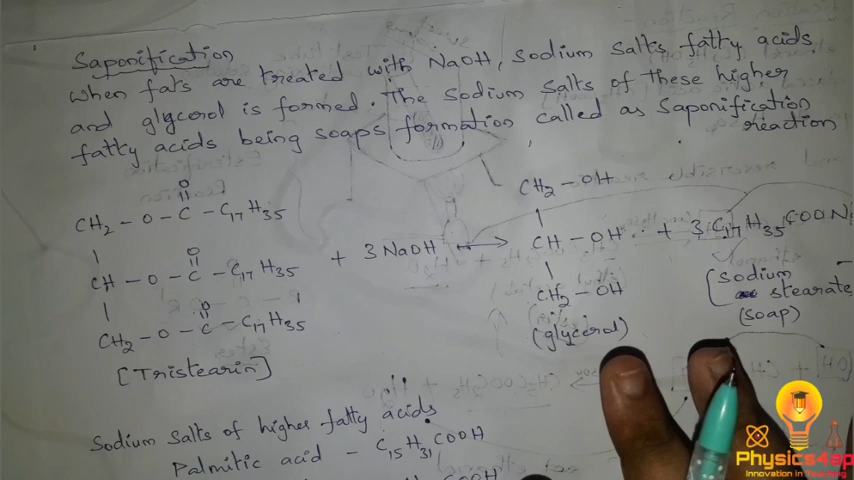 Saponification
When fats are treated with NaOH, sodium salts fatty acids
and glycerol is formed. The sodium salts of these higher
fatty acids being soaps formation called as saponification
reaction
CH2 - O - C - C17H35
O
||
CH - O - C - C17H35
O
||
CH2 - O - C - C17H35
O
||
[Tristearin]
+ 3 NaOH →
CH2 - OH
CH - OH
CH2 - OH
(glycerol)
+ 3 C17H35COON
(sodium
stearate
(soap)
Sodium salts of higher fatty acids
Palmitic acid - C15H31COOH
Physics4ap
Innovation in Teaching